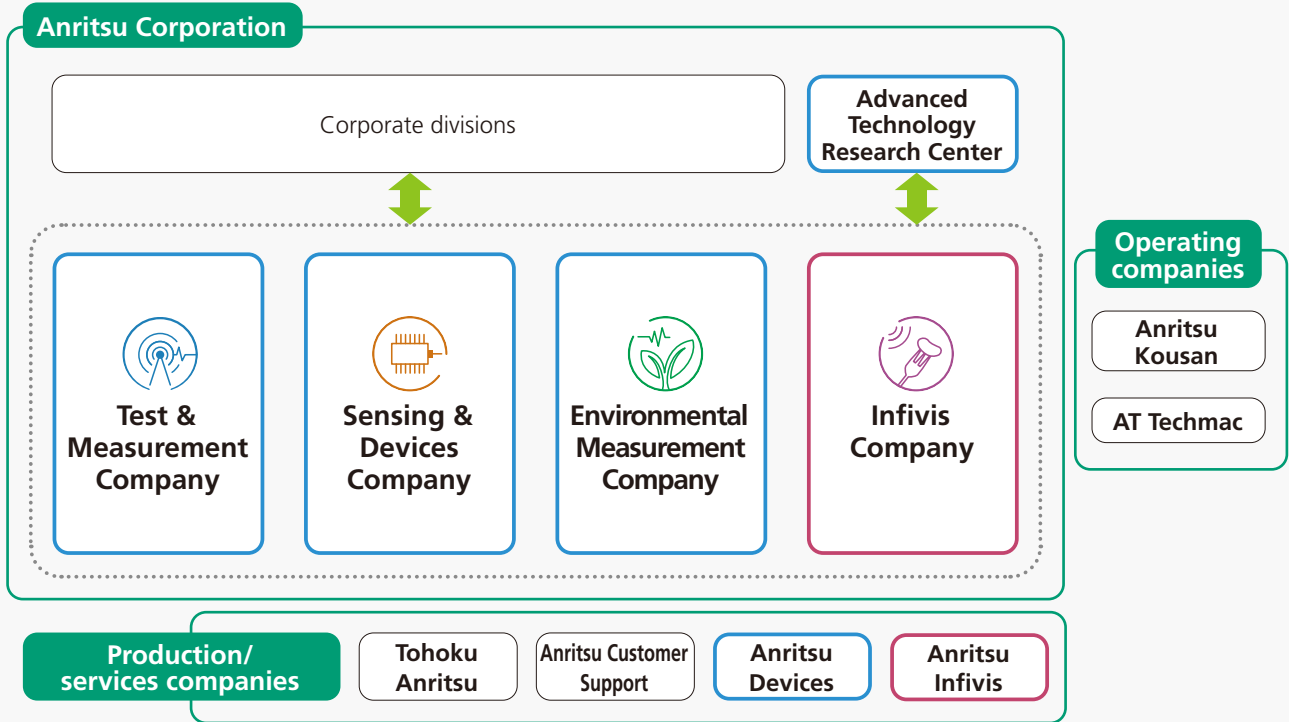 Anritsu Corporation
Corporate divisions
Advanced
Technology
Research Center
Test &
Measurement
Company
Sensing &
Devices
Company
Environmental
Measurement
Company
Infivis
Company
Operating
companies
Anritsu
Kousan
AT Techmac
Production/
services companies
Tohoku
Anritsu
Anritsu Customer
Support
Anritsu
Devices
Anritsu
Infivis